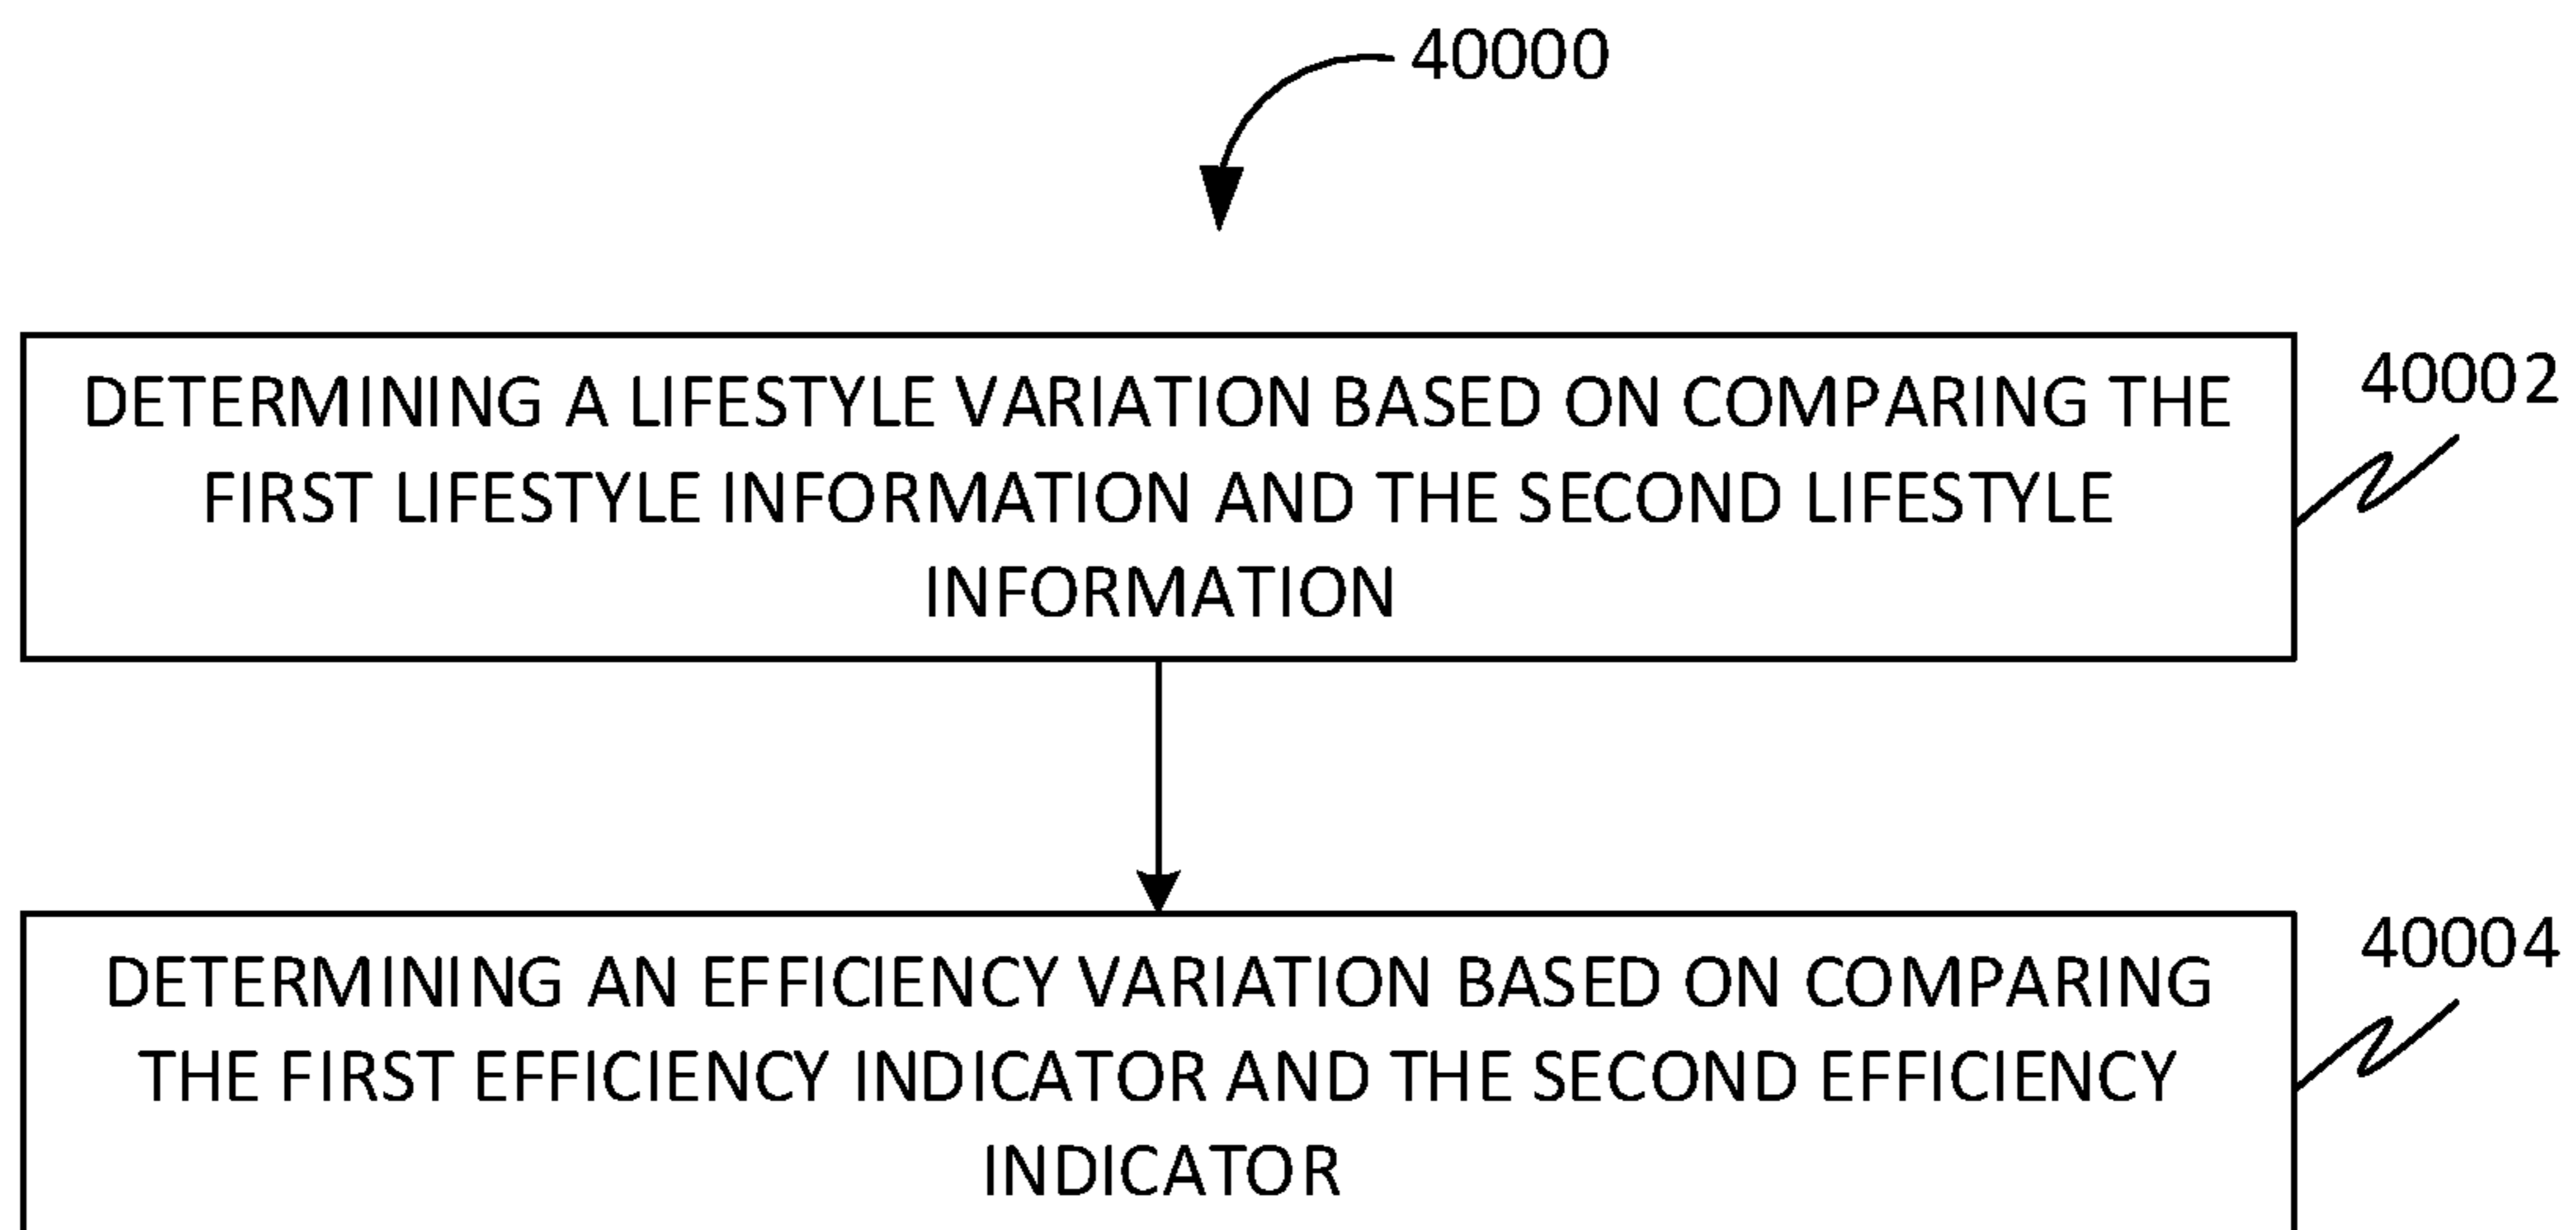 40000
DETERMINING A LIFESTYLE VARIATION BASED ON COMPARING THE
FIRST LIFESTYLE INFORMATION AND THE SECOND LIFESTYLE
INFORMATION
40002
DETERMINING AN EFFICIENCY VARIATION BASED ON COMPARING
THE FIRST EFFICIENCY INDICATOR AND THE SECOND EFFICIENCY
INDICATOR
40004